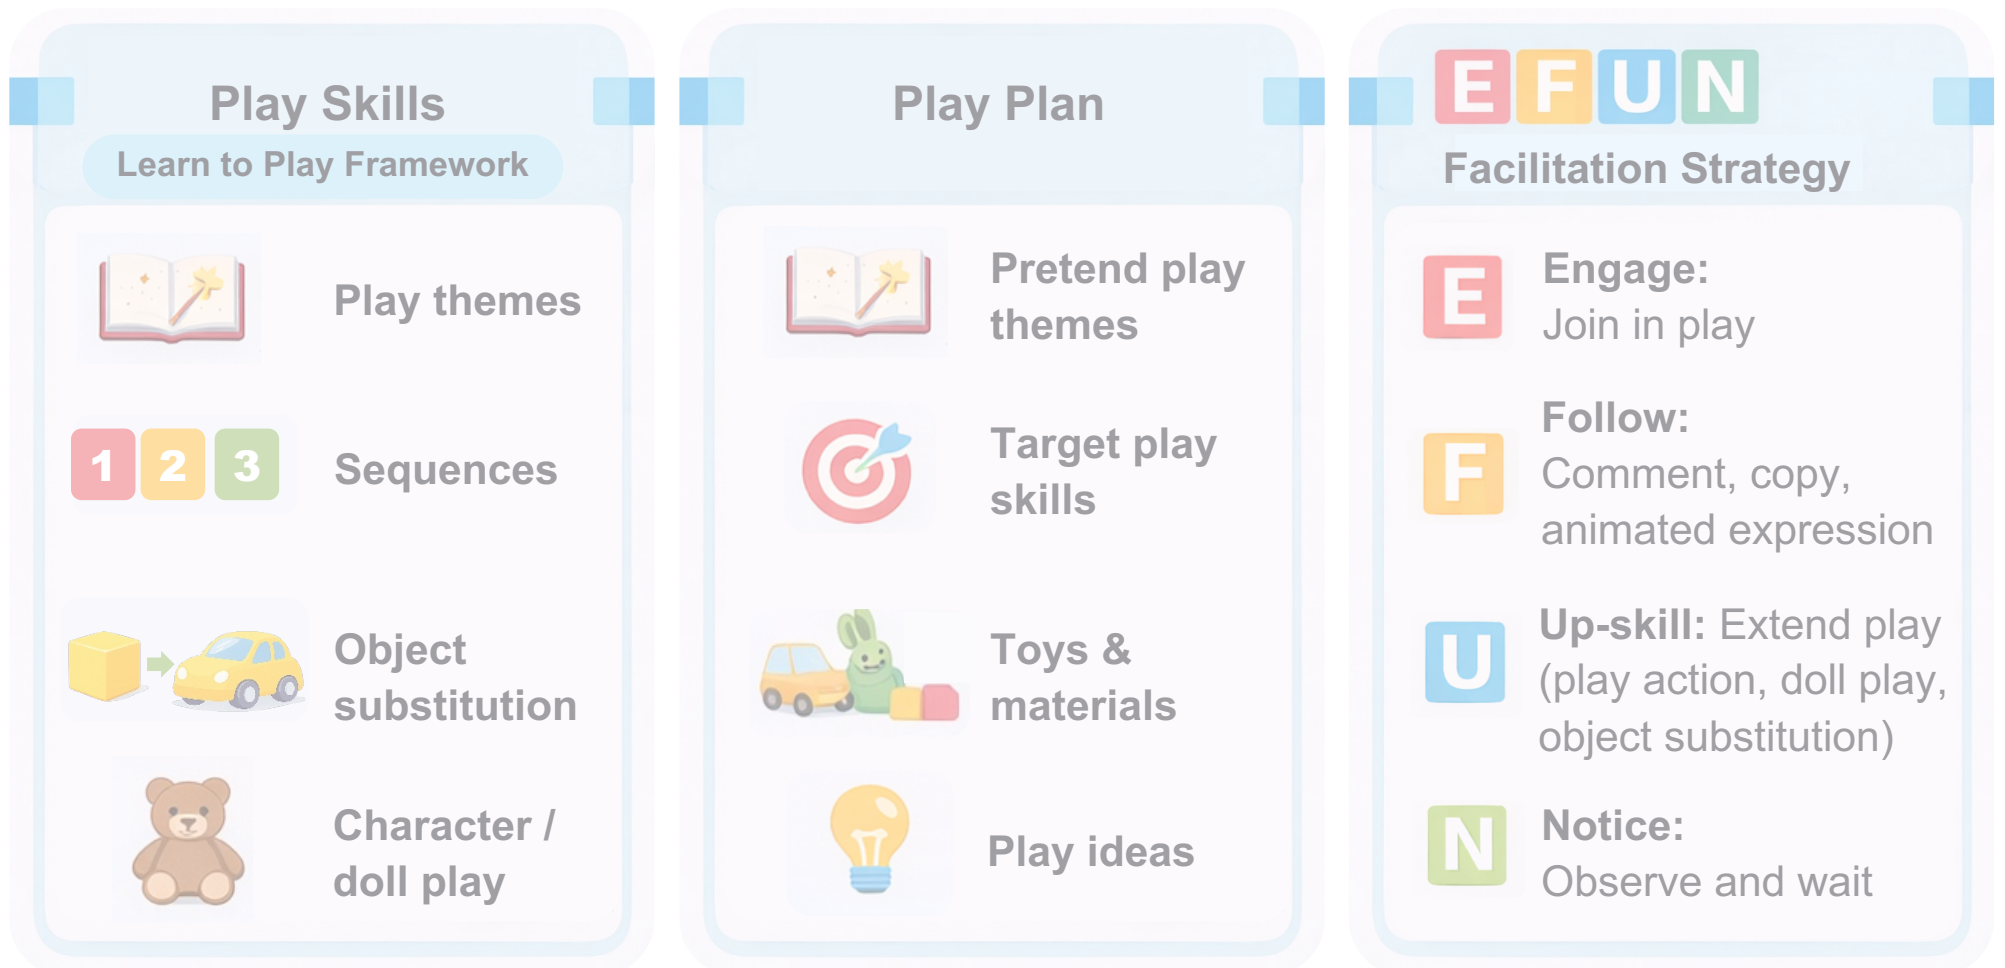 Play Skills
Learn to Play Framework
Play themes
1 2 3
Sequences
Object
substitution
Character /
doll play
Play Plan
Pretend play
themes
Target play
skills
Toys &
materials
Play ideas
E F U N
Facilitation Strategy
E
Engage:
Join in play
F
Follow:
Comment, copy,
animated expression
U
Up-skill: Extend play
(play action, doll play,
object substitution)
N
Notice:
Observe and wait